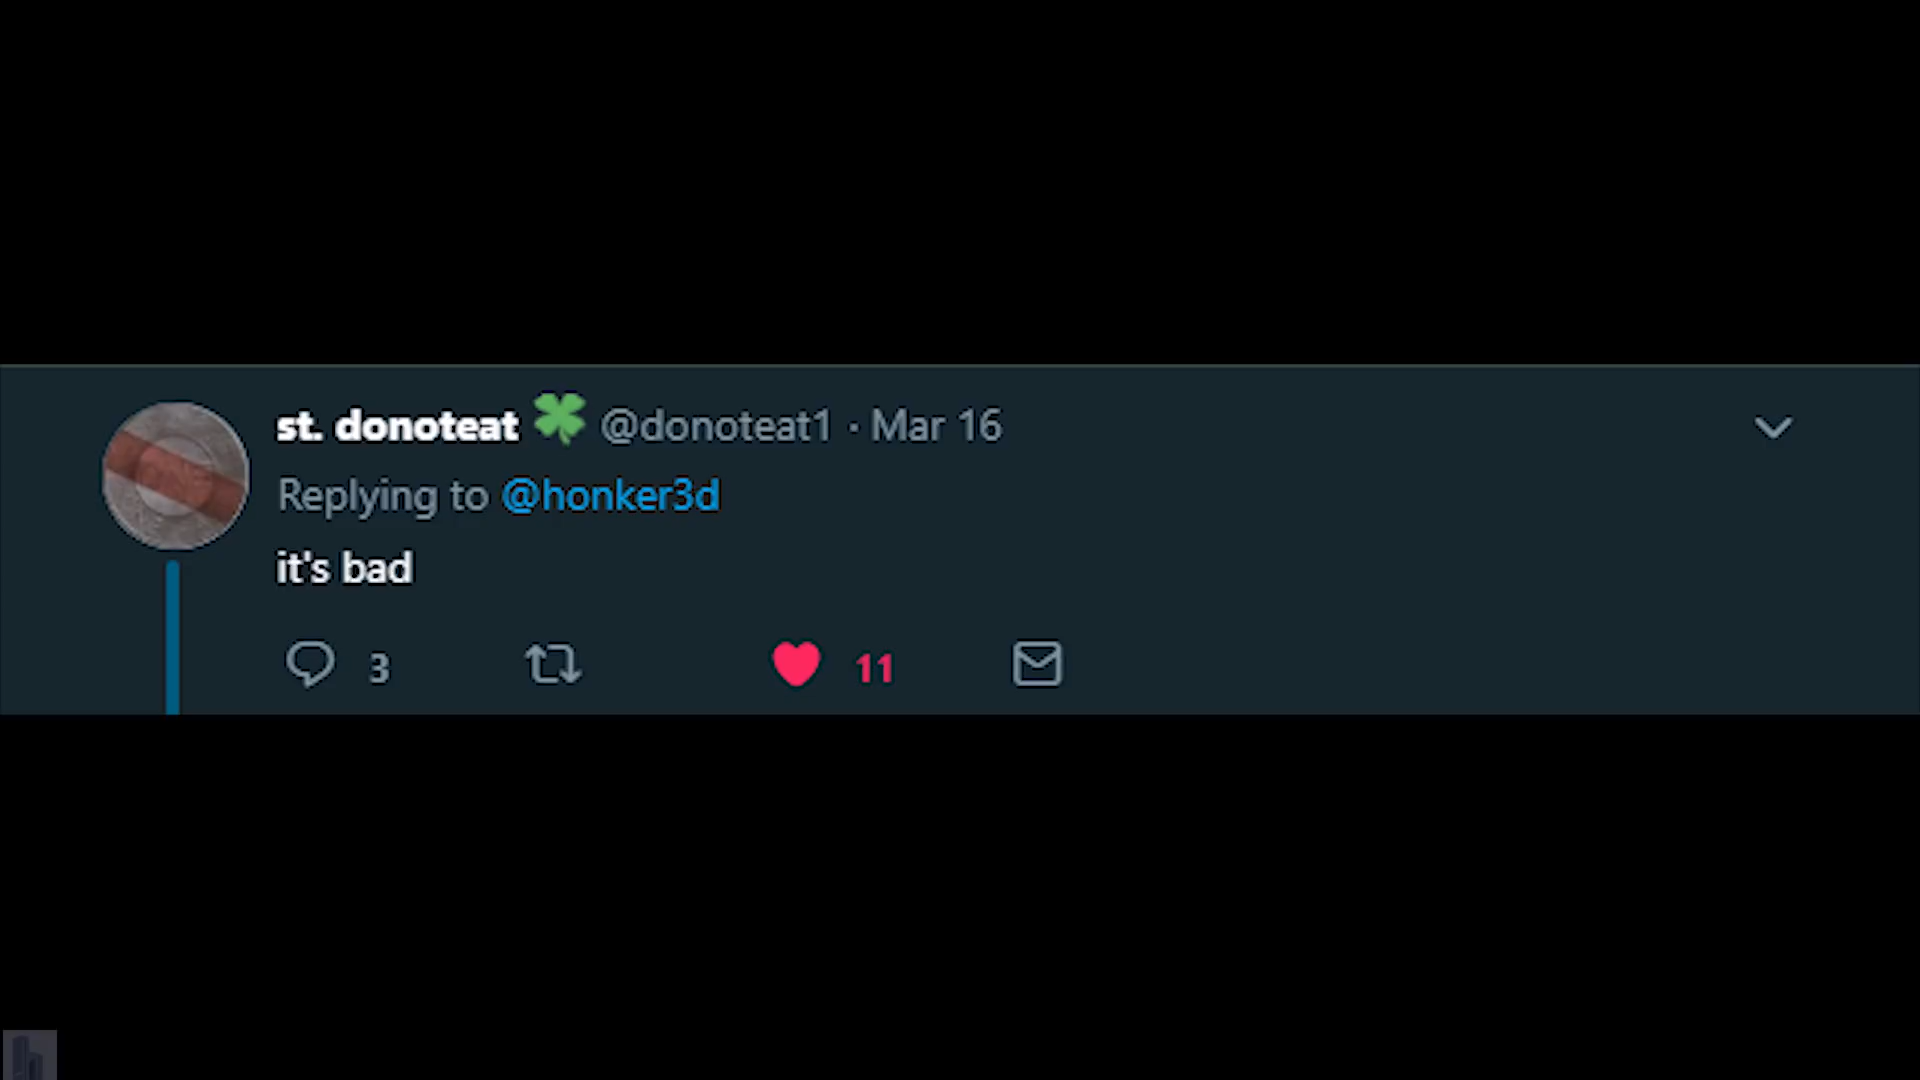 st. donoteat 🍀 @donoteat1 · Mar 16
Replying to @honker3d
it's bad
3 11